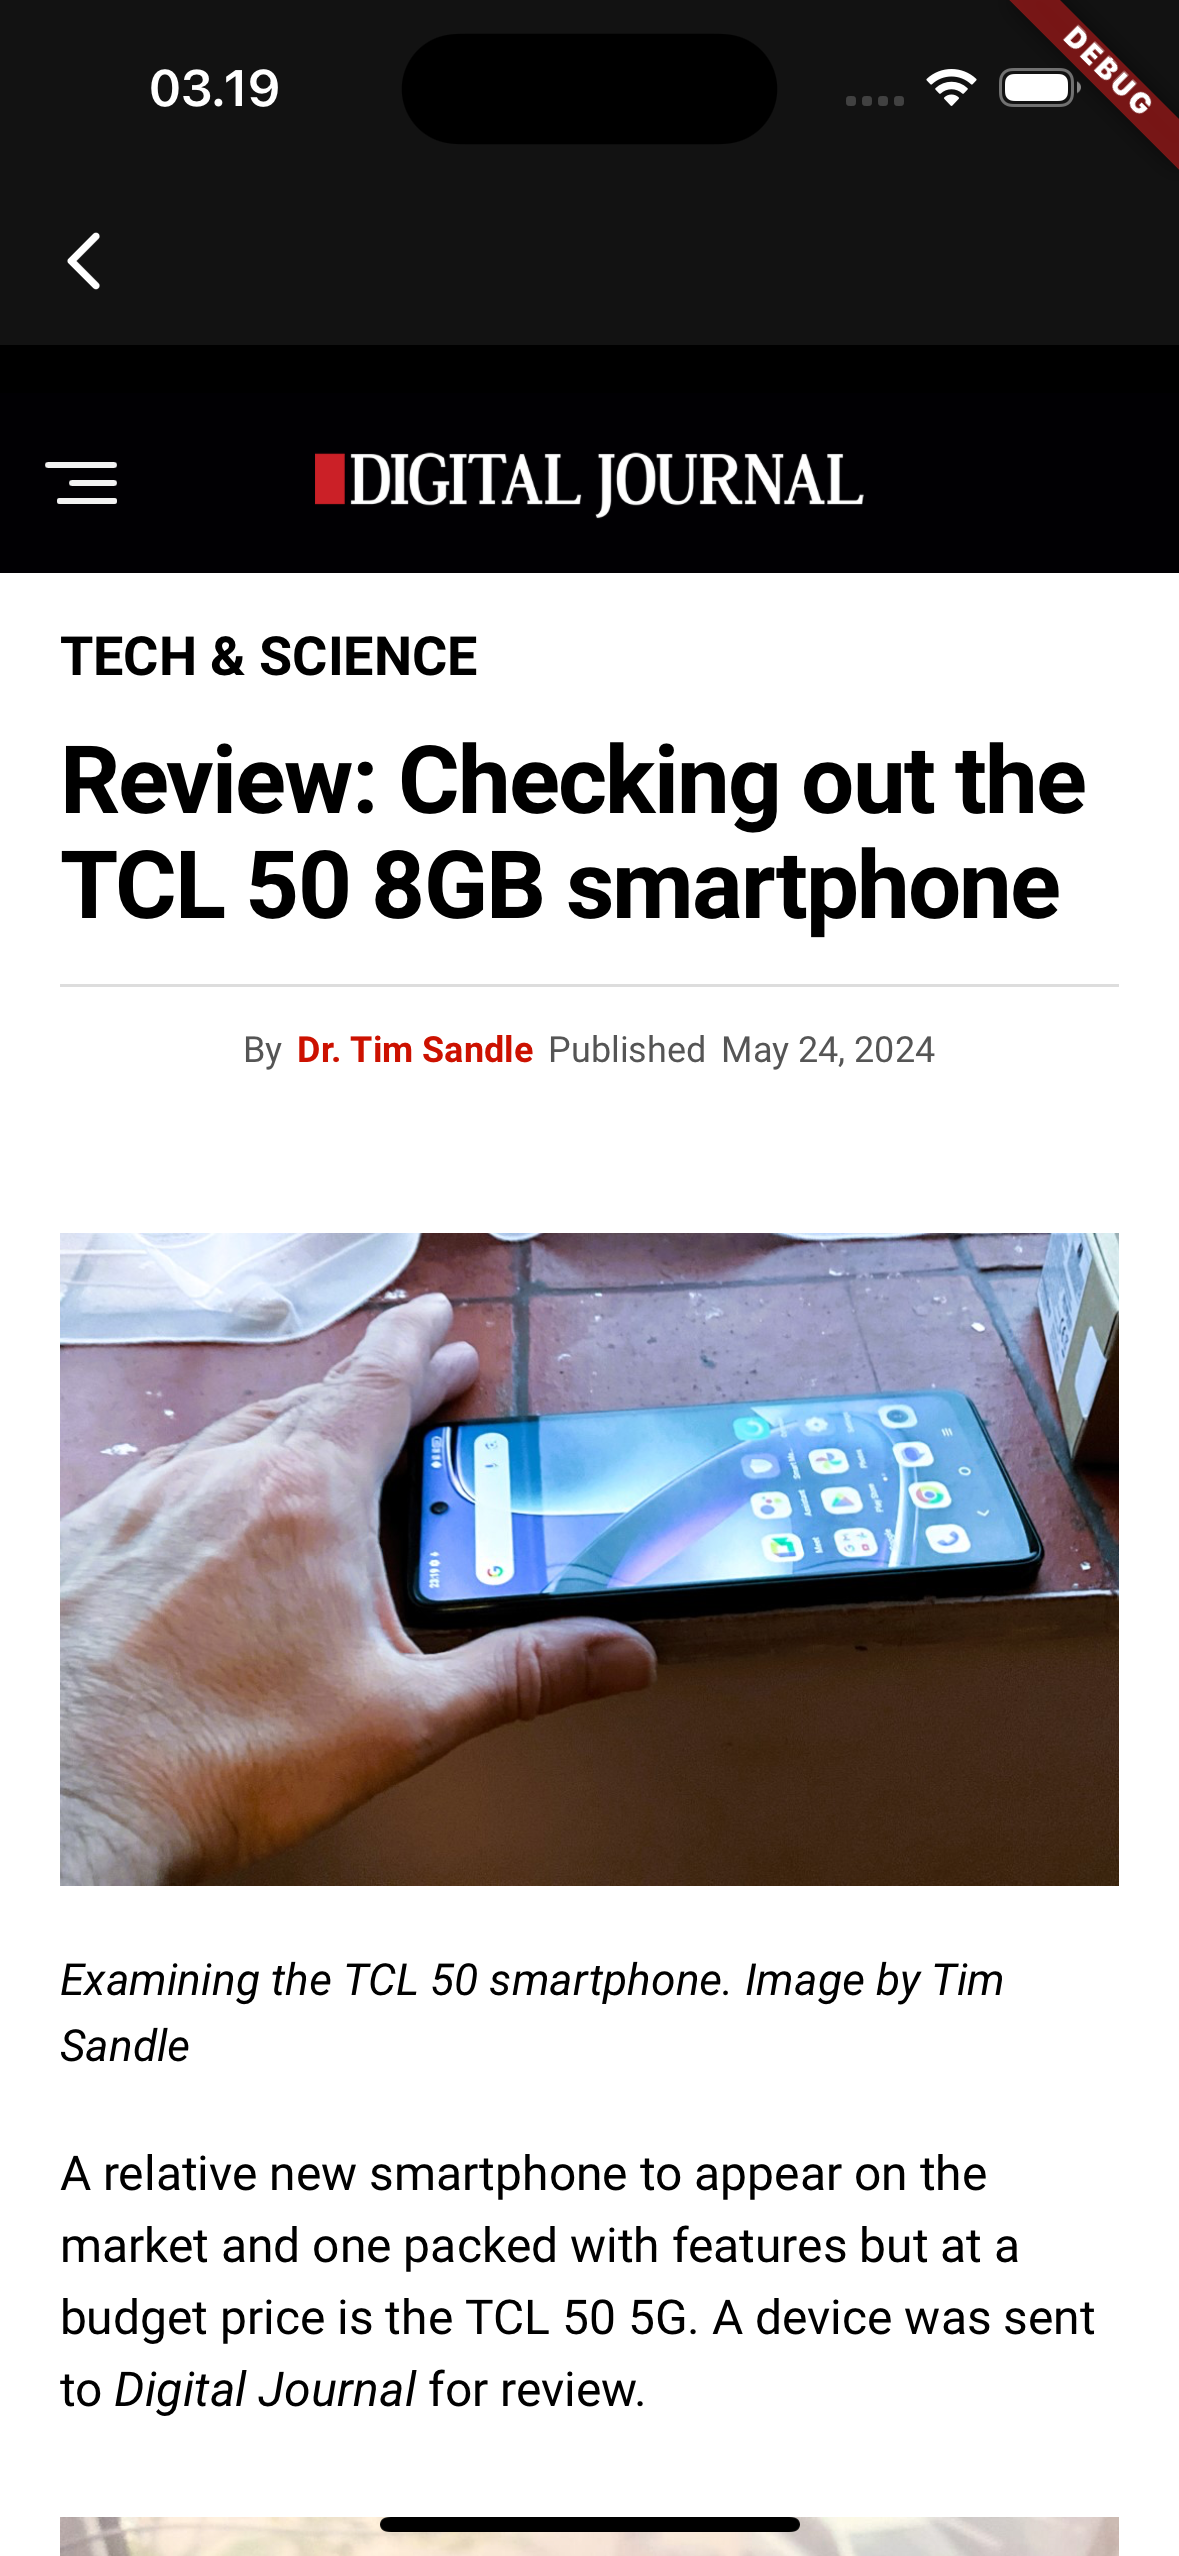 03.19
DEBUG
DIGITAL JOURNAL
TECH & SCIENCE
Review: Checking out the
TCL 50 8GB smartphone
By Dr. Tim Sandle Published May 24, 2024
Examining the TCL 50 smartphone. Image by Tim
Sandle
A relative new smartphone to appear on the
market and one packed with features but at a
budget price is the TCL 50 5G. A device was sent
to Digital Journal for review.